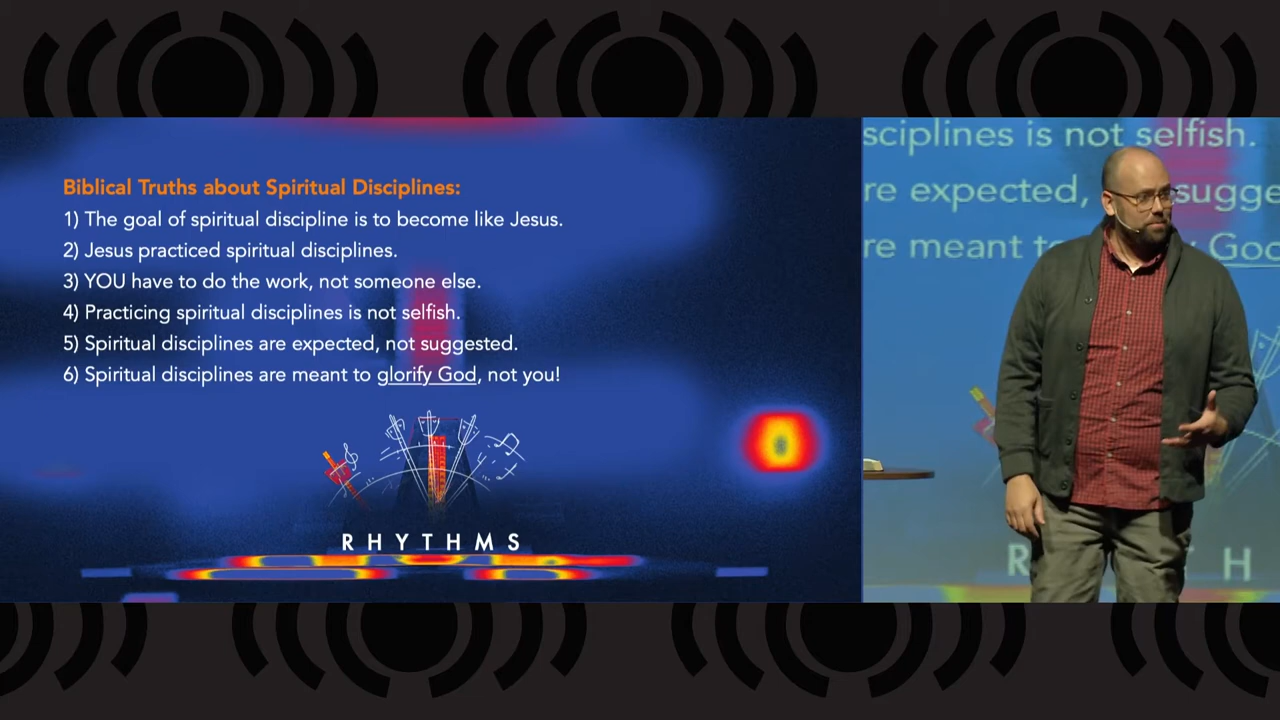 Biblical Truths about Spiritual Disciplines:
1) The goal of spiritual discipline is to become like Jesus.
2) Jesus practiced spiritual disciplines.
3) YOU have to do the work, not someone else.
4) Practicing spiritual disciplines is not selfish.
5) Spiritual disciplines are expected, not suggested.
6) Spiritual disciplines are meant to glorify God, not you!
RHYTHMS
sciplines is not selfish.
re expected, sugge
re meant to God
R T H